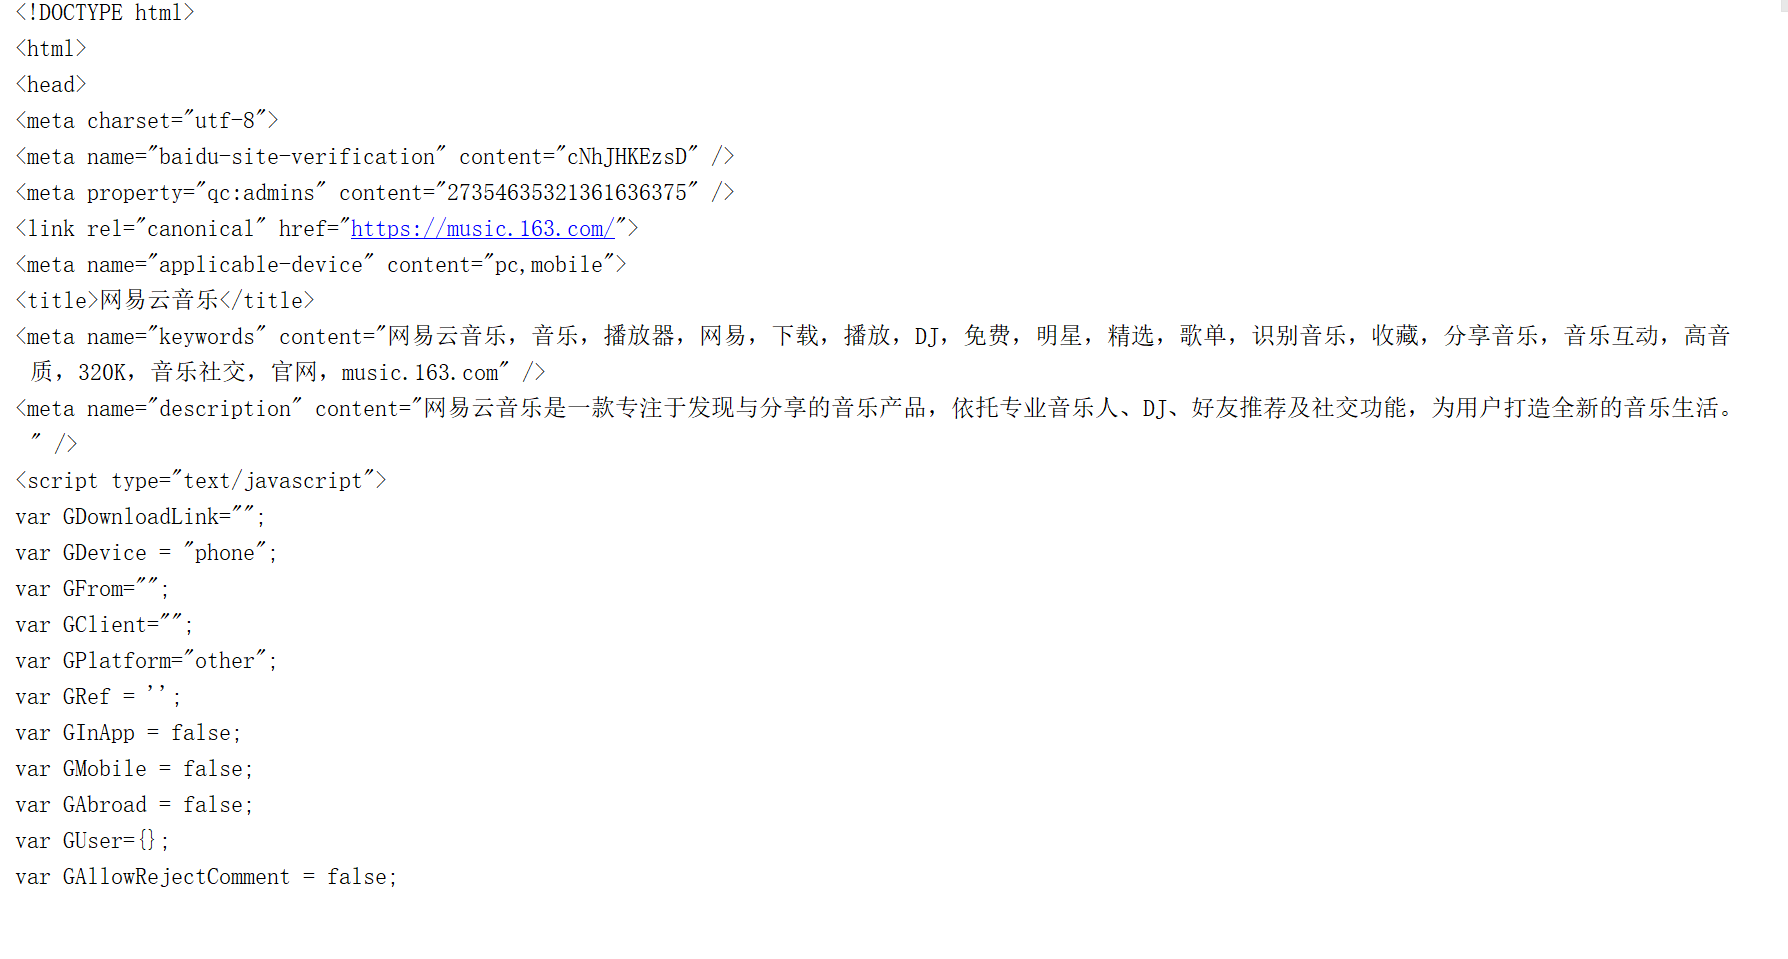 <!DOCTYPE html>
<html>
<head>
<meta charset="utf-8">
<meta name="baidu-site-verification" content="cNhJHKEzsD" />
<meta property="qc:admins" content="27354635321361636375" />
<link rel="canonical" href="https://music.163.com/">
<meta name="applicable-device" content="pc,mobile">
<title>网易云音乐</title>
<meta name="keywords" content="网易云音乐，音乐，播放器，网易，下载，播放，DJ，免费，明星，精选，歌单，识别音乐，收藏，分享音乐，音乐互动，高音
质，320K，音乐社交，官网，music.163.com" />
<meta name="description" content="网易云音乐是一款专注于发现与分享的音乐产品，依托专业音乐人、DJ、好友推荐及社交功能，为用户打造全新的音乐生活。
" />
<script type="text/javascript">
var GDownloadLink="";
var GDevice = "phone";
var GFrom="";
var GClient="";
var GPlatform="other";
var GRef = '';
var GInApp = false;
var GMobile = false;
var GAbroad = false;
var GUser={};
var GAllowRejectComment = false;